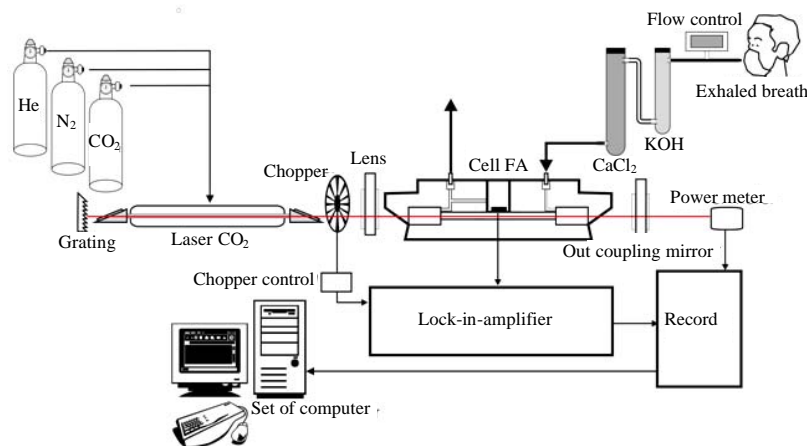 Flow control
Exhaled breath
He
N₂
CO₂
KOH
CaCl₂
Cell FA
Lens
Chopper
Power meter
Grating
Laser CO₂
Out coupling mirror
Chopper control
Lock-in-amplifier
Record
Set of computer